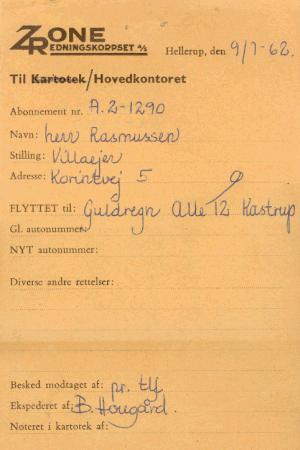 ZONE
REDNINGSKORPSET A/S
Hellerup, den 9/1-62.
Til Kartotek/Hovedkontoret
Abonnement nr. A.2-1290
Navn: herr Rasmussen
Stilling: Villaejer
Adresse: Korintvej 5
FLYTTET til: Guldregn Alle 12 Kastrup
Gl. autonummer
NYT autonummer:
Diverse andre rettelser:
Besked modtaget af: pr. tlf
Ekspederet af: B. Hougård.
Noteret i kartotek af: